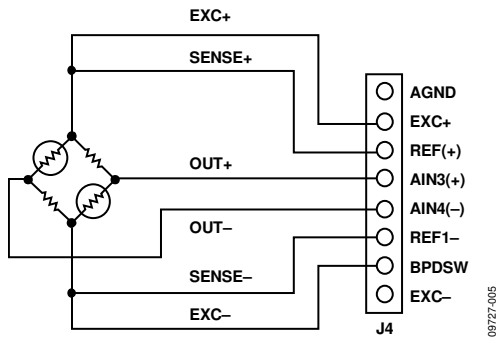 EXC+
SENSE+
OUT+
OUT–
SENSE–
EXC–
AGND
EXC+
REF(+)
AIN3(+)
AIN4(–)
REF1–
BPDSW
EXC–
J4
09727-005